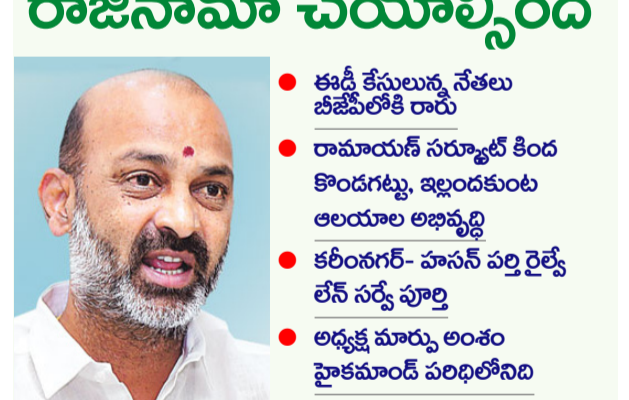 రాజీనామా చేయాల్సిందే
ఈడీ కేసులున్న నేతలు
బీజేపీలోకి రారు
రామాయణ్ సర్క్యూట్ కింద
కొండగట్టు, ఇల్లందకుంట
ఆలయాల అభివృద్ధి
కరీంనగర్- హసన్ పర్తి రైల్వే
లేన్ సర్వే పూర్తి
అధ్యక్ష మార్పు అంశం
హైకమాండ్ పరిధిలోనిది